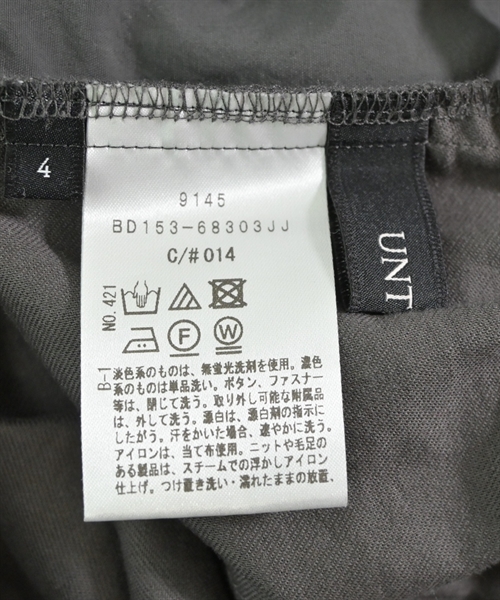 4
9145
BD153-68303JJ
C/#014
UNT
NO.421
F
W
B-1
淡色系のものは、無蛍光洗剤を使用。濃色
系のものは単品洗い。ボタン、ファスナー
等は、閉じて洗う。取り外し可能な附属品
は、外して洗う。漂白は、漂白剤の指示に
したがう。汗をかいた場合、速やかに洗う。
アイロンは、当て布使用。ニットや毛足の
ある製品は、スチームでの浮かしアイロン
仕上げ。つけ置き洗い・濡れたままの放置、